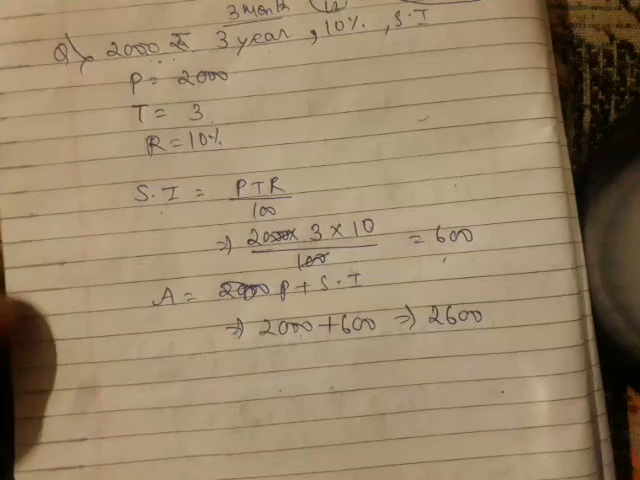 3 Month
Q) 2000 3 year, 10%, S.I
P = 2000
T = 3
R = 10%
S.I = PTR
100
⇒ 2000 x 3 x 10 = 600
100
A = P + S.I
⇒ 2000 + 600 ⇒ 2600